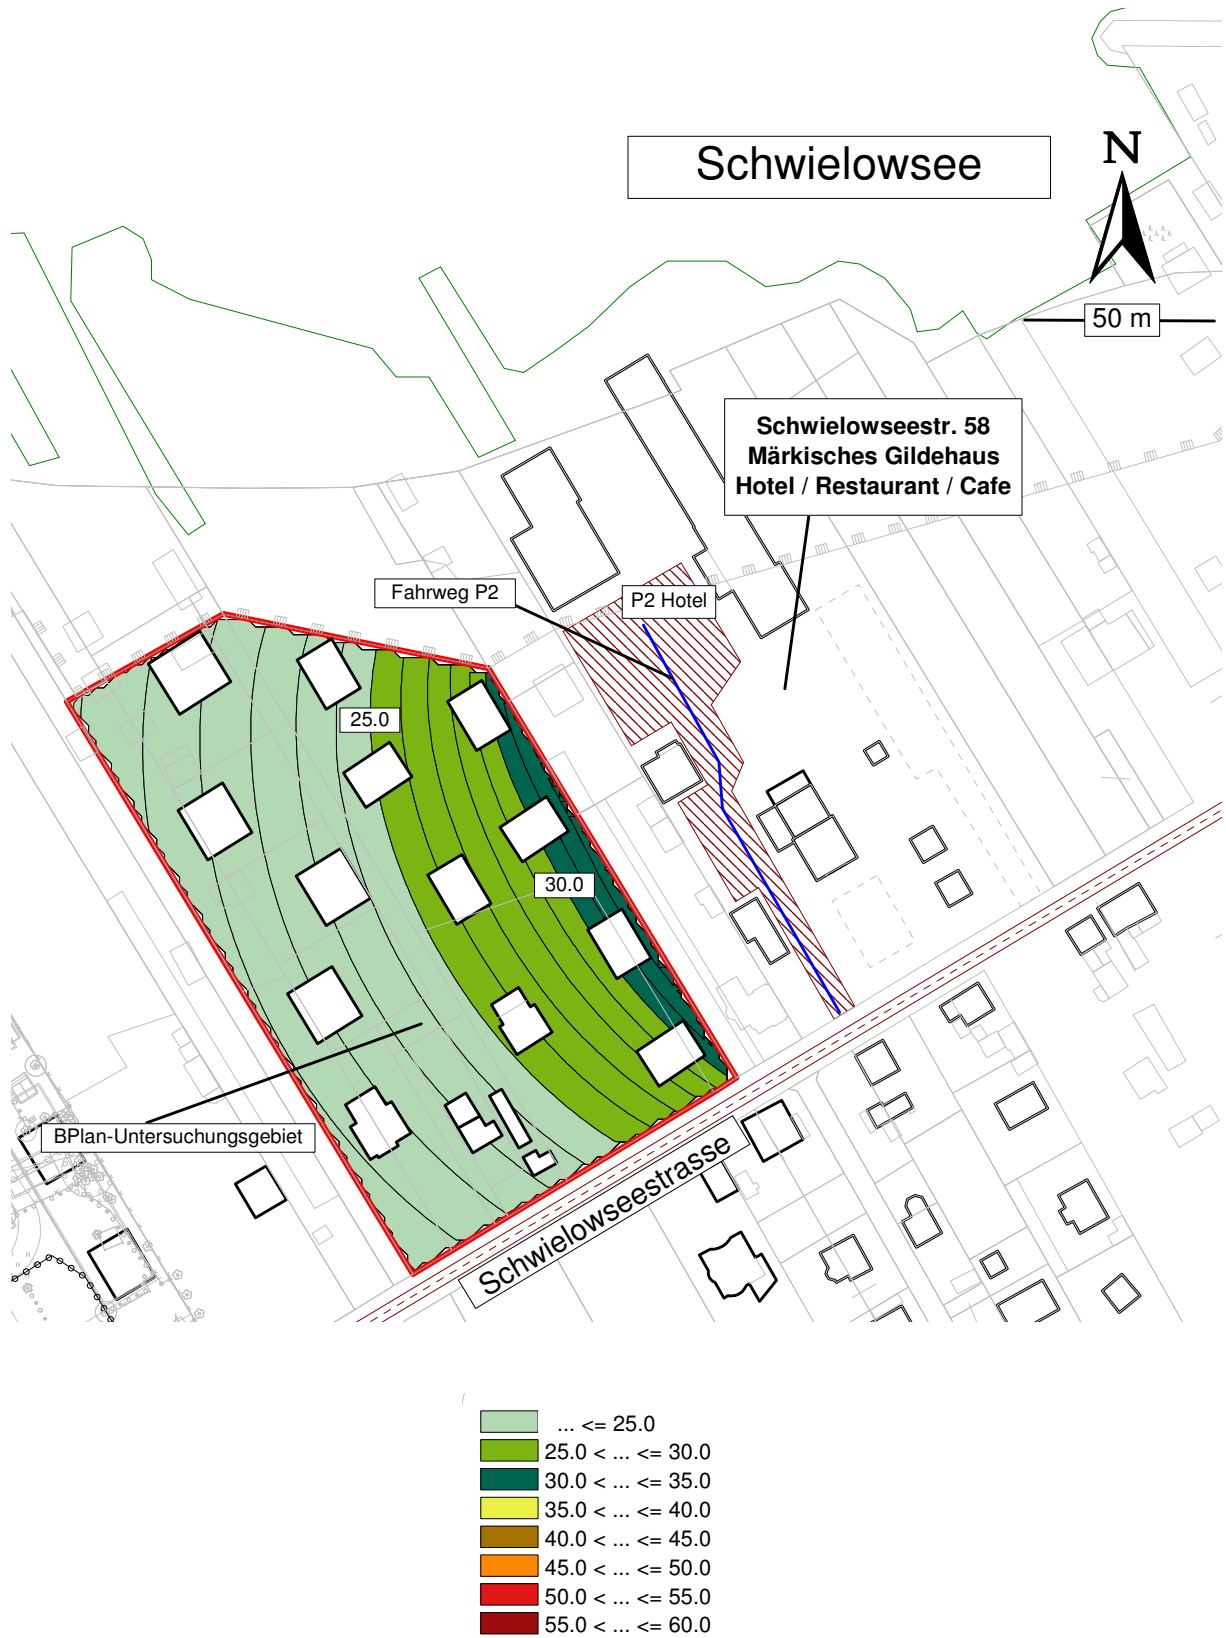 Schwielowsee
N
50 m
Schwielowseestr. 58
Märkisches Gildehaus
Hotel / Restaurant / Cafe
Fahrweg P2
P2 Hotel
25.0
30.0
BPlan-Untersuchungsgebiet
Schwielowseestrasse
... <= 25.0
25.0 < ... <= 30.0
30.0 < ... <= 35.0
35.0 < ... <= 40.0
40.0 < ... <= 45.0
45.0 < ... <= 50.0
50.0 < ... <= 55.0
55.0 < ... <= 60.0